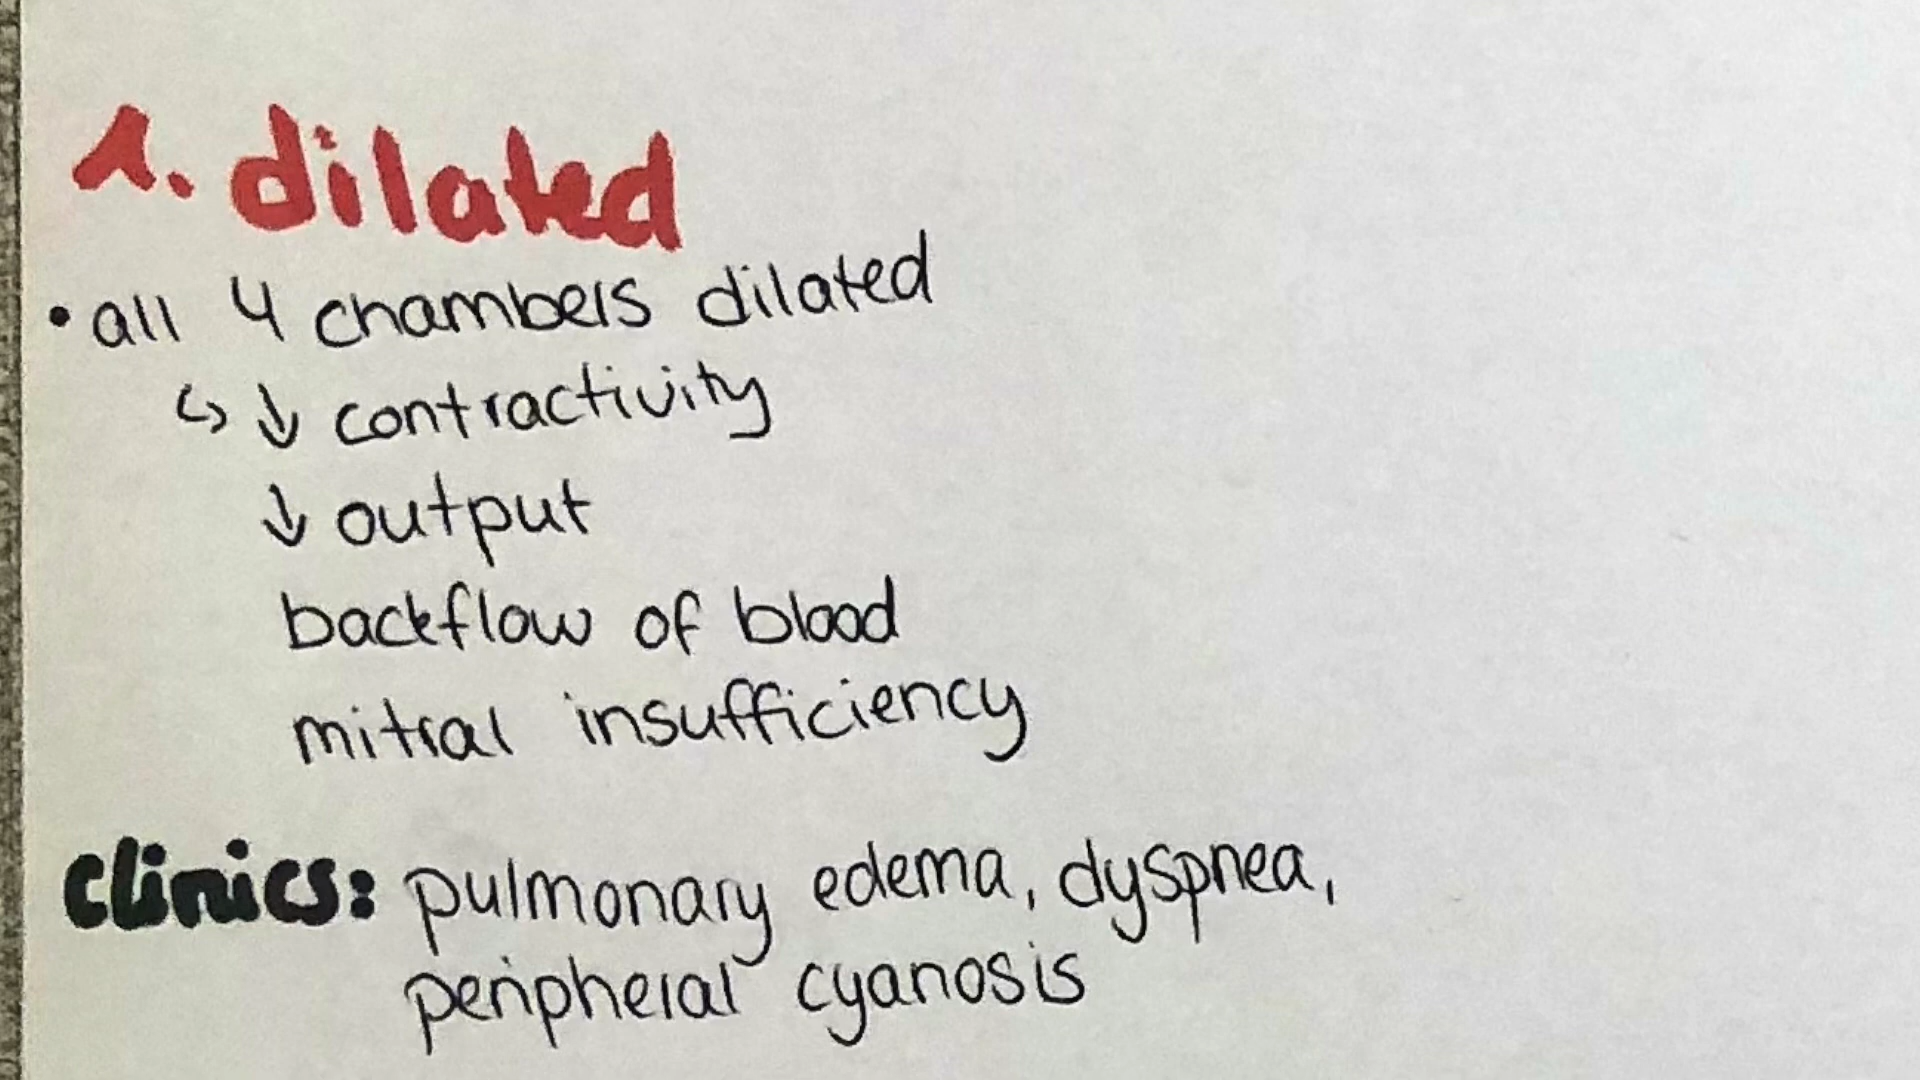 1. dilated
• all 4 chambers dilated
↳ ↓ contractivity
↓ output
backflow of blood
mitral insufficiency
Clinics: pulmonary edema, dyspnea,
peripheral cyanosis